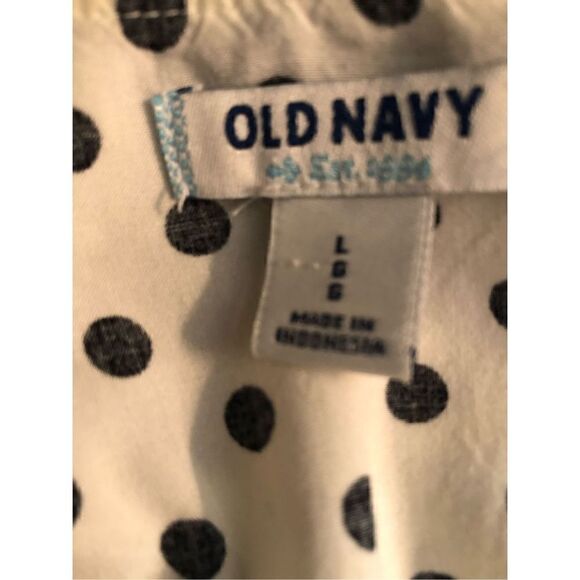 OLD NAVY
Est. 1994
L
G
G
MADE IN
INDONESIA